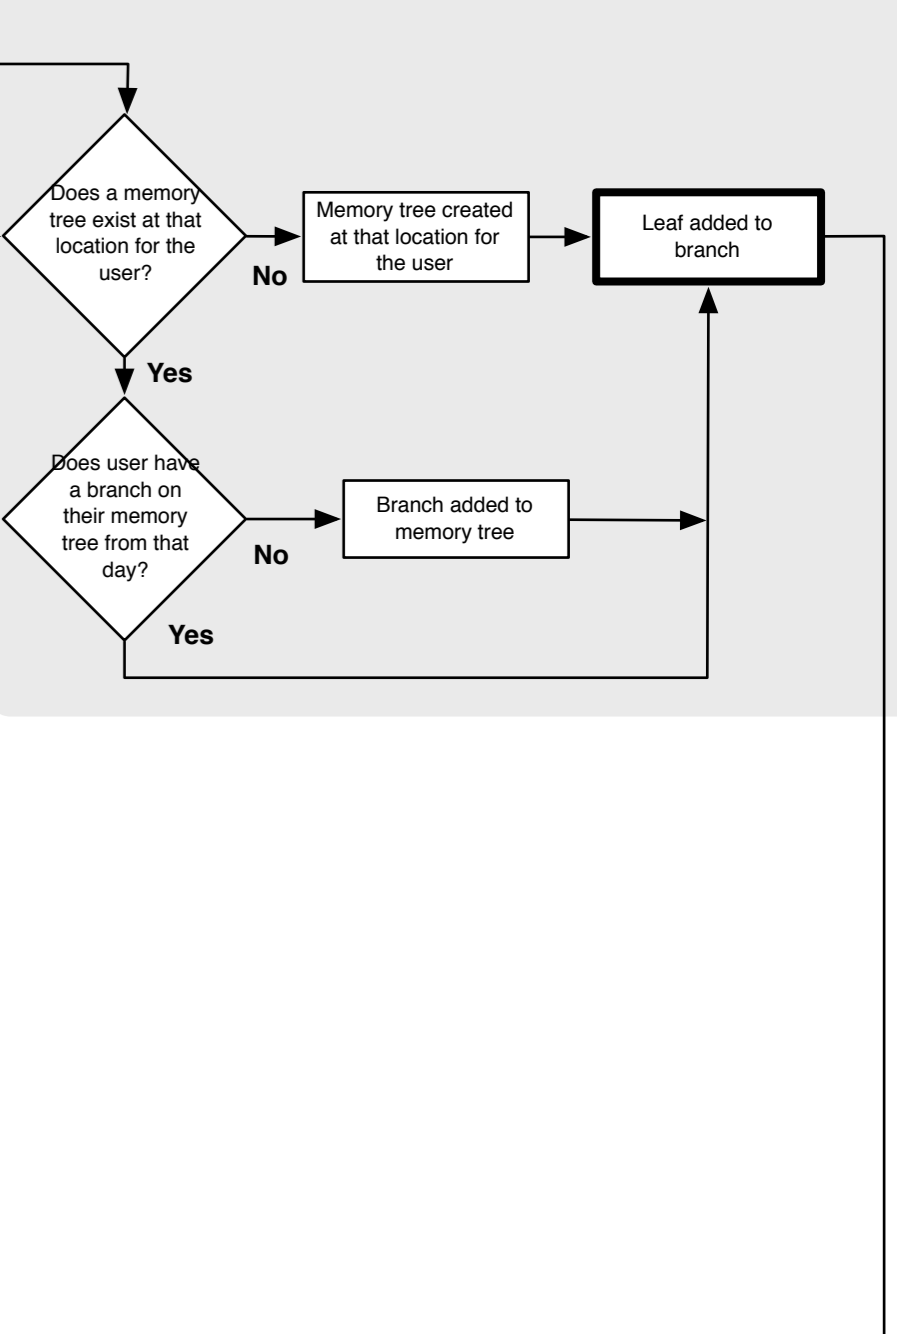 Does a memory
tree exist at that
location for the
user?
No
Memory tree created
at that location for
the user
Leaf added to
branch
Yes
Does user have
a branch on
their memory
tree from that
day?
No
Branch added to
memory tree
Yes